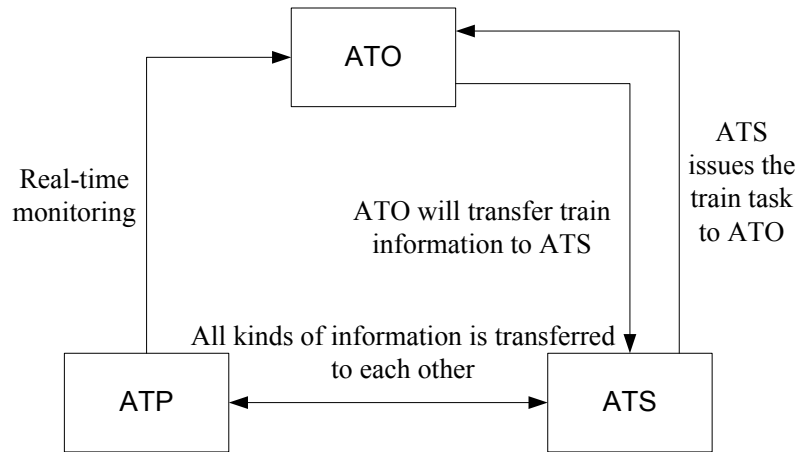 ATO
Real-time
monitoring
ATO will transfer train
information to ATS
ATS
issues the
train task
to ATO
All kinds of information is transferred
to each other
ATP
ATS